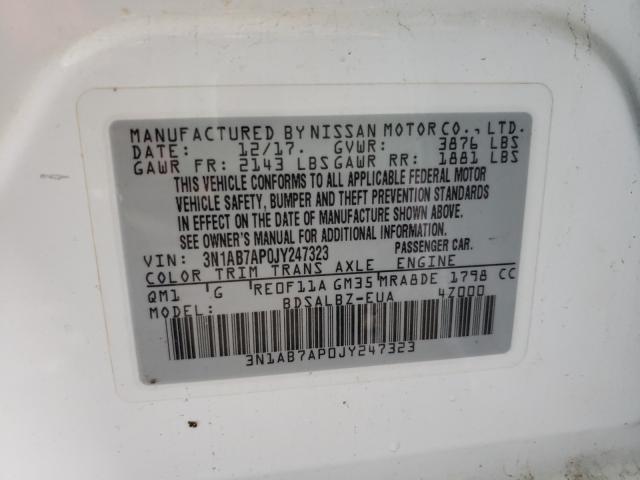 MANUFACTURED BY NISSAN MOTOR CO., LTD.
DATE: 12/17. GVWR: 3876 LBS
GAWR FR: 2143 LBS GAWR RR: 1881 LBS
THIS VEHICLE CONFORMS TO ALL APPLICABLE FEDERAL MOTOR
VEHICLE SAFETY, BUMPER AND THEFT PREVENTION STANDARDS
IN EFFECT ON THE DATE OF MANUFACTURE SHOWN ABOVE.
SEE OWNER'S MANUAL FOR ADDITIONAL INFORMATION.
VIN: 3N1AB7AP0JY247323 PASSENGER CAR.
COLOR TRIM TRANS AXLE ENGINE
QM1 G RE0F11A GM35 MRA8DE 1798 CC
BDSALBZ-EUA 4Z000
3N1AB7AP0JY247323